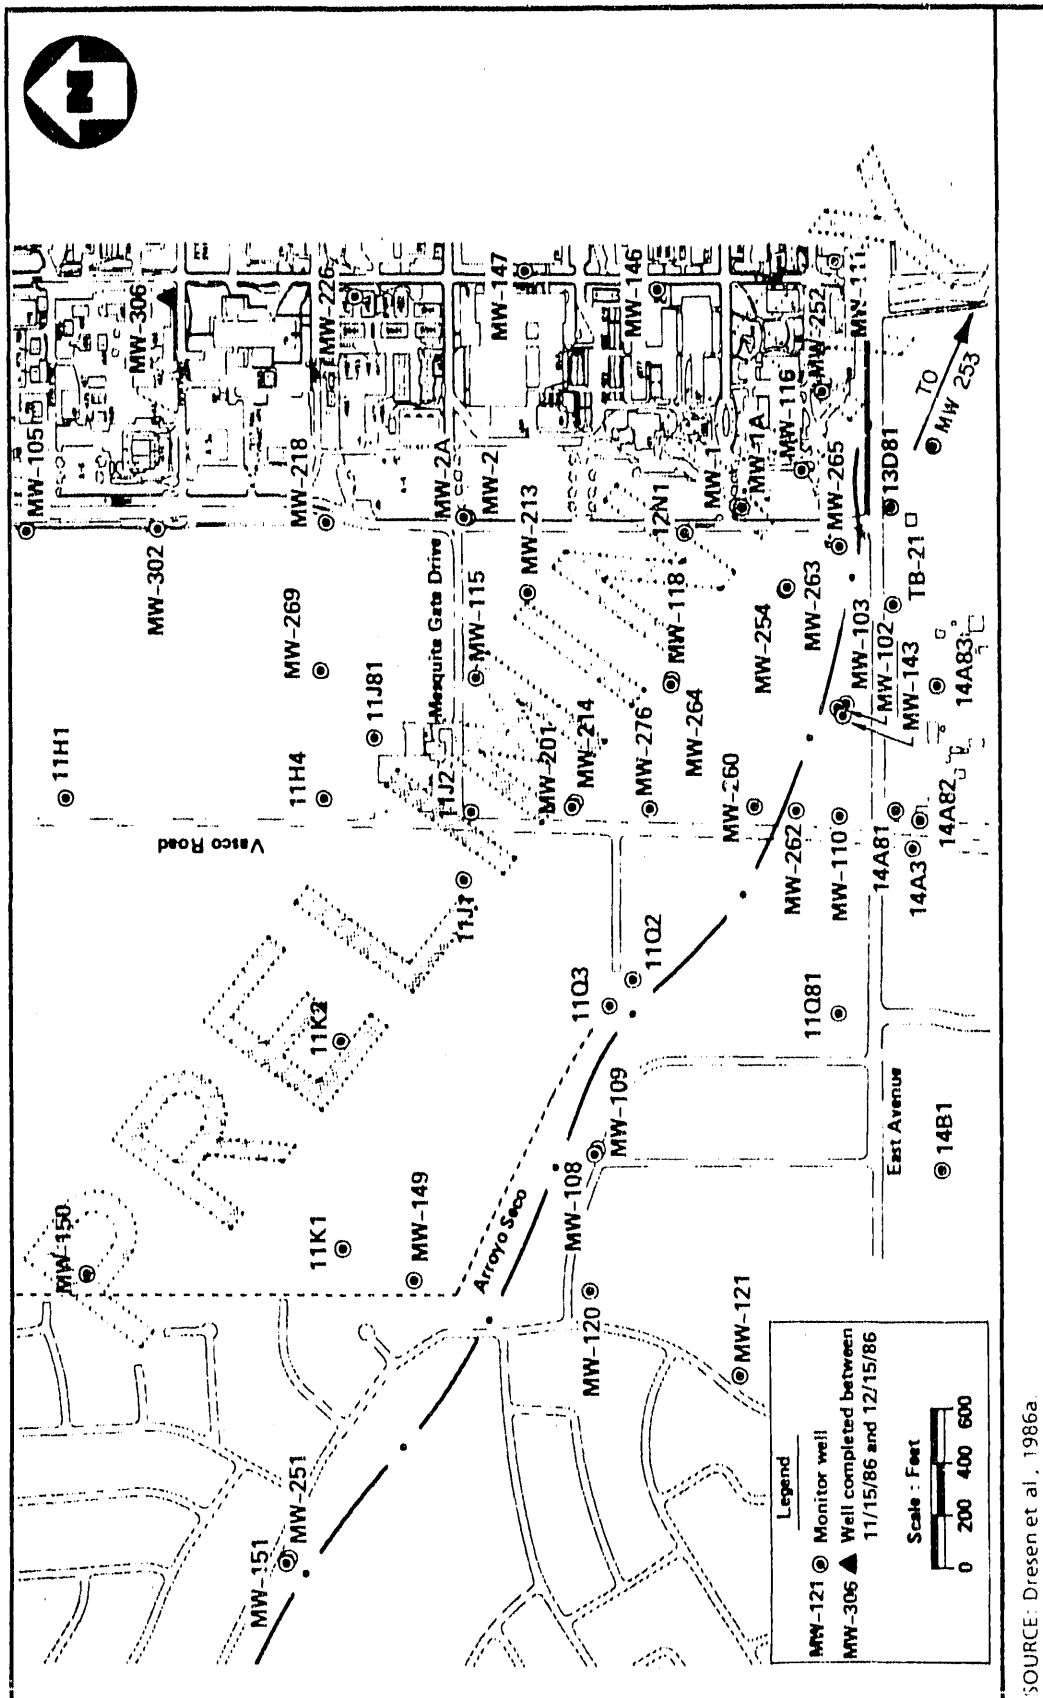 N
MW-105
MW-306
MW-302
MW-218
MW-226
MW-269
11H1
11H4
11J81
MW-2A
MW-2
MW-147
Mesquite Gate Drive
MW-115
MW-213
11J2
MW-201
MW-214
MW-146
12N1
MW-118
MW-276
MW-264
MW-1
MW-1A
MW-116
MW-252
MW-111
MW-254
MW-263
MW-265
MW-260
MW-262
MW-110
MW-103
MW-102
MW-143
13D81
TB-21
TO
MW 253
14A83
14A82
14A81
14A3
Vasco Road
11J7
11K2
11Q3
11Q2
11Q81
MW-150
11K1
MW-149
Arroyo Seco
MW-109
MW-108
East Avenue
14B1
MW-120
MW-121
MW-251
MW-151
Legend
MW-121 Monitor well
MW-306 Well completed between
11/15/86 and 12/15/86
Scale : Feet
0 200 400 600
SOURCE: Dresen et al., 1986a.